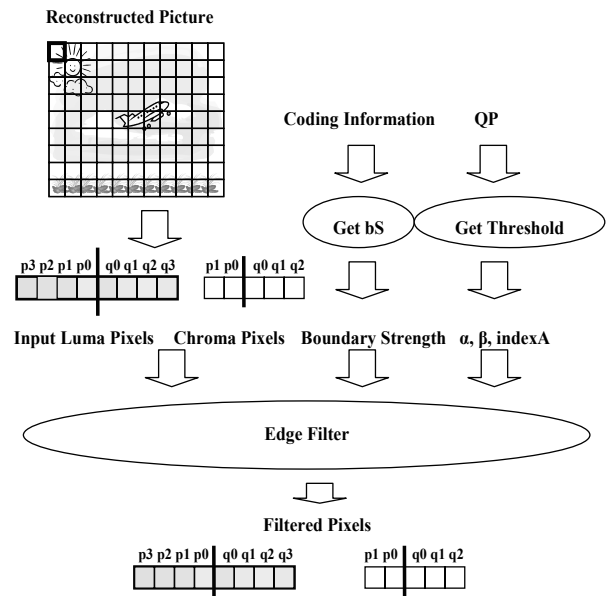 Reconstructed Picture
Coding Information QP
Get bS Get Threshold
p3 p2 p1 p0 q0 q1 q2 q3 p1 p0 q0 q1 q2
Input Luma Pixels Chroma Pixels Boundary Strength α, β, indexA
Edge Filter
Filtered Pixels
p3 p2 p1 p0 q0 q1 q2 q3 p1 p0 q0 q1 q2